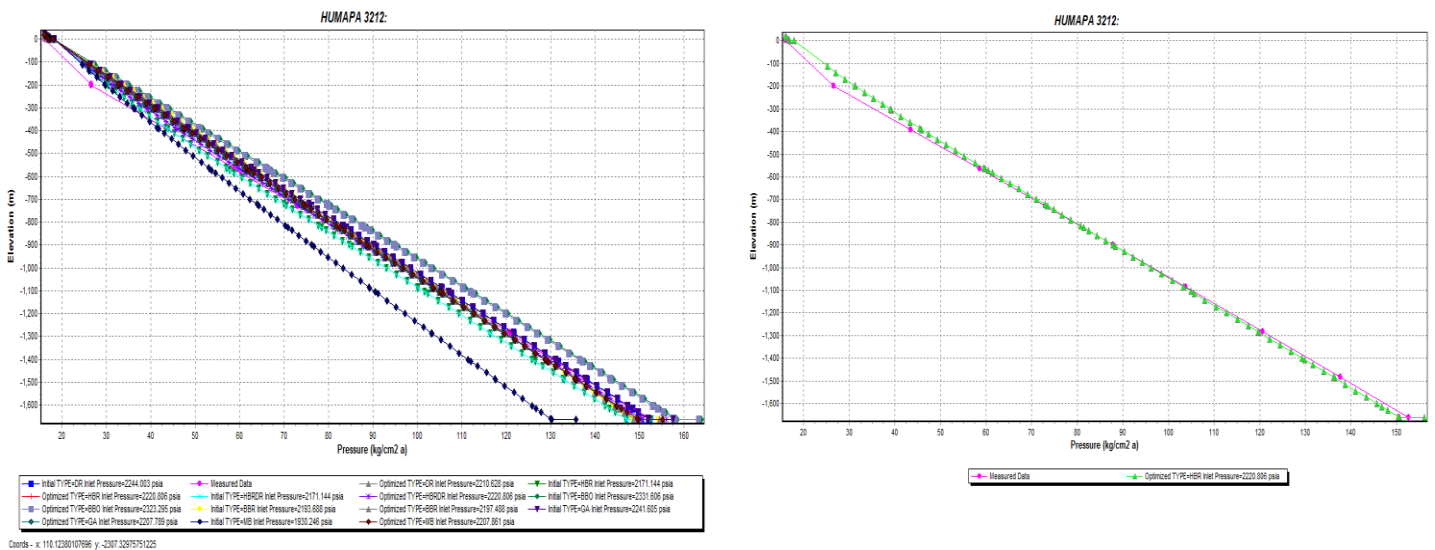 HUMAPA 3212:
Elevation (m)
0
-100
-200
-300
-400
-500
-600
-700
-800
-900
-1,000
-1,100
-1,200
-1,300
-1,400
-1,500
-1,600
20 30 40 50 60 70 80 90 100 110 120 130 140 150 160
Pressure (kg/cm2 a)
Initial TYPE=DR Inlet Pressure=2244.003 psia Measured Data Optimized TYPE=DR Inlet Pressure=2210.628 psia Initial TYPE=HBR Inlet Pressure=2171.144 psia
Optimized TYPE=HBR Inlet Pressure=2220.806 psia Initial TYPE=HBRDR Inlet Pressure=2171.144 psia Optimized TYPE=HBRDR Inlet Pressure=2220.806 psia Initial TYPE=BBO Inlet Pressure=2331.606 psia
Optimized TYPE=BBO Inlet Pressure=2323.295 psia Initial TYPE=BBR Inlet Pressure=2193.688 psia Optimized TYPE=BBR Inlet Pressure=2197.488 psia Initial TYPE=GA Inlet Pressure=2241.605 psia
Optimized TYPE=GA Inlet Pressure=2207.789 psia Initial TYPE=MB Inlet Pressure=1930.246 psia Optimized TYPE=MB Inlet Pressure=2207.861 psia
Coords - x: 110.12380107696 y: -2307.32975751225
HUMAPA 3212:
Elevation (m)
0
-100
-200
-300
-400
-500
-600
-700
-800
-900
-1,000
-1,100
-1,200
-1,300
-1,400
-1,500
-1,600
20 30 40 50 60 70 80 90 100 110 120 130 140 150
Pressure (kg/cm2 a)
Measured Data Optimized TYPE=HBR Inlet Pressure=2220.806 psia